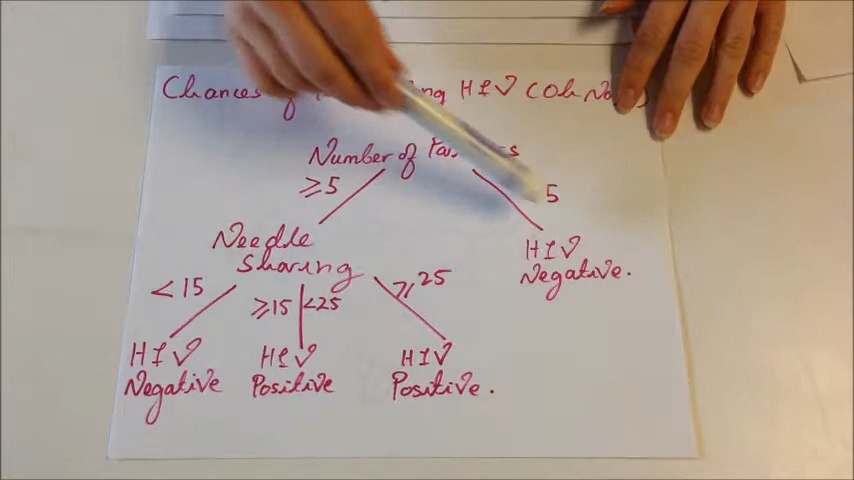 Chances of HIV (Oh No
Number of
≥5 5
Needle HIV
Sharing Negative.
<15 ≥15 <25 ≥25
HIV HIV HIV
Negative Positive Positive.